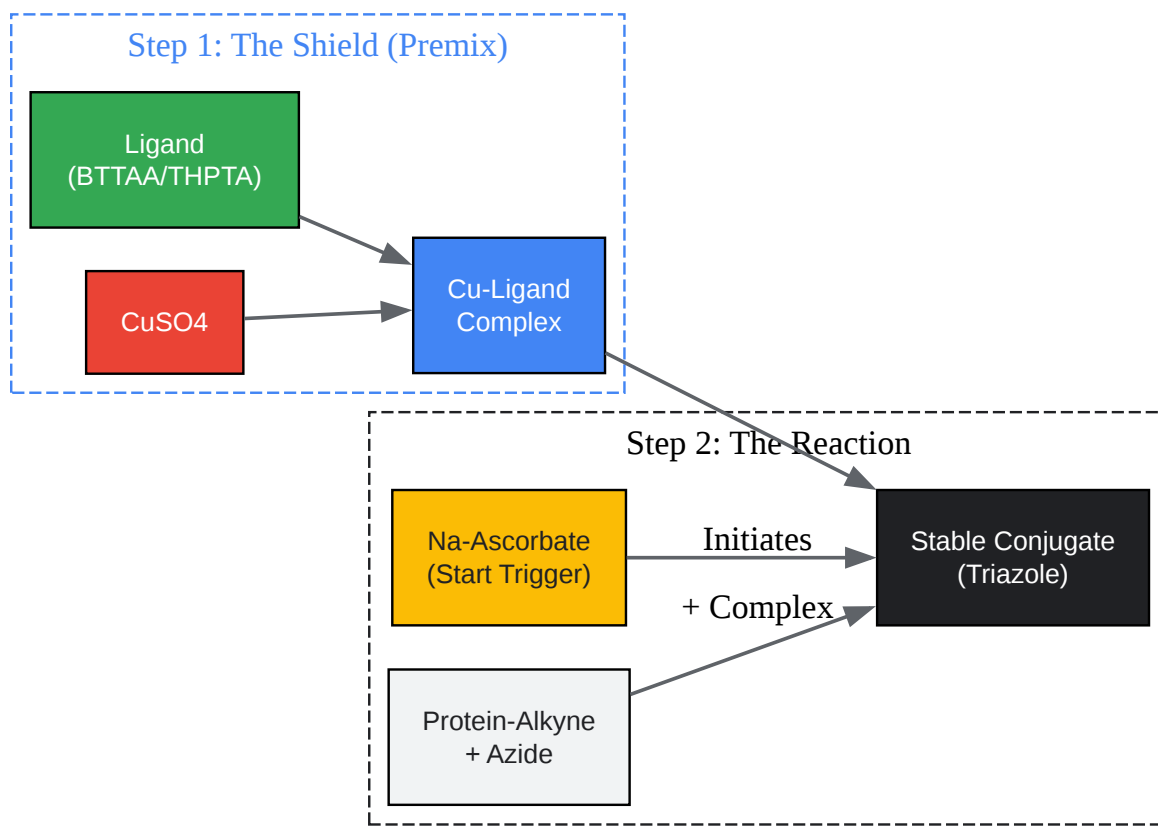 Step 1: The Shield (Premix)
Ligand
(BTTAA/THPTA)
CuSO4
Cu-Ligand
Complex
Step 2: The Reaction
Na-Ascorbate
(Start Trigger)
Initiates
+ Complex
Stable Conjugate
(Triazole)
Protein-Alkyne
+ Azide